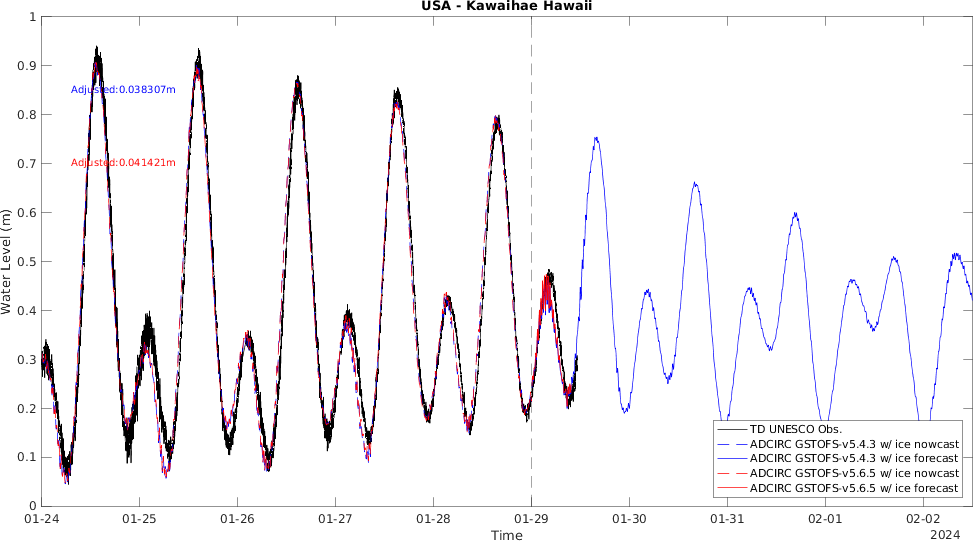 USA - Kawaihae Hawaii
1
0.9
0.8
0.7
0.6
0.5
0.4
0.3
0.2
0.1
0
Water Level (m)
Adjusted:0.038307m
Adjusted:0.041421m
TD UNESCO Obs.
ADCIRC GSTOFS-v5.4.3 w/ ice nowcast
ADCIRC GSTOFS-v5.4.3 w/ ice forecast
ADCIRC GSTOFS-v5.6.5 w/ ice nowcast
ADCIRC GSTOFS-v5.6.5 w/ ice forecast
01-24 01-25 01-26 01-27 01-28 01-29 01-30 01-31 02-01 02-02
Time
2024